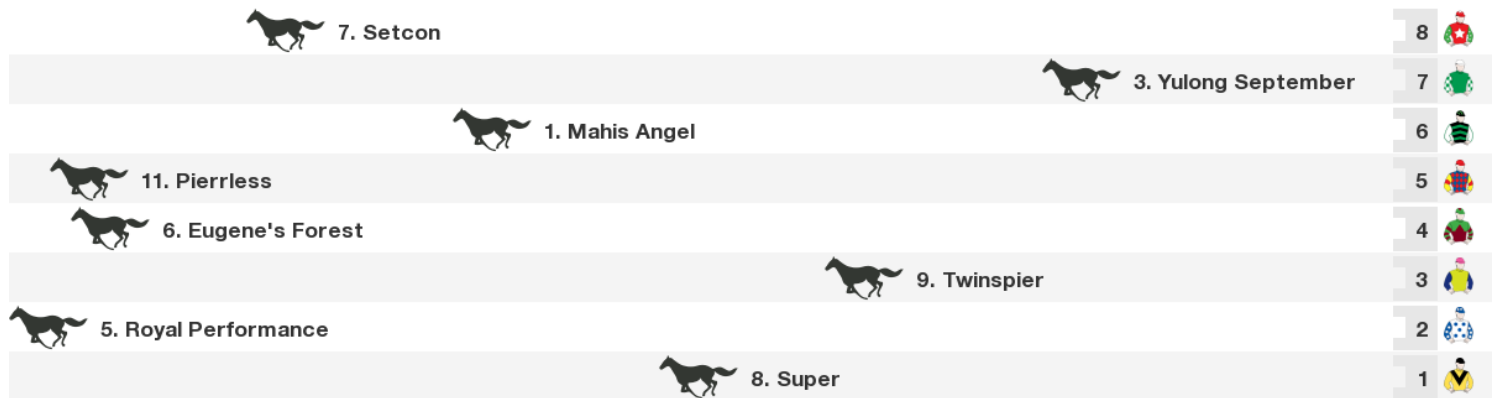 7. Setcon 8
3. Yulong September 7
1. Mahis Angel 6
11. Pierrless 5
6. Eugene's Forest 4
9. Twinspier 3
5. Royal Performance 2
8. Super 1